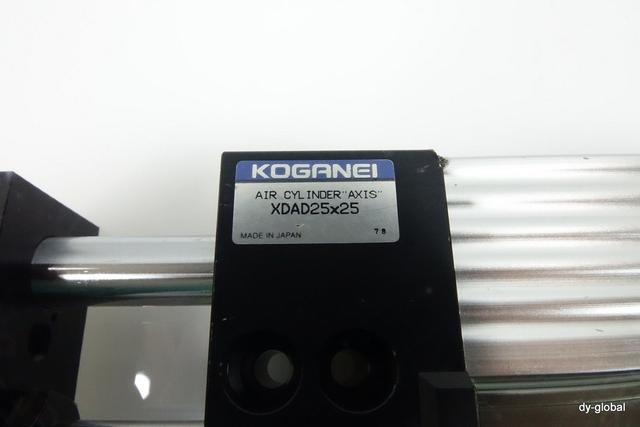 KOGANEI
AIR CYLINDER"AXIS"
XDAD25x25
MADE IN JAPAN 78
dy-global